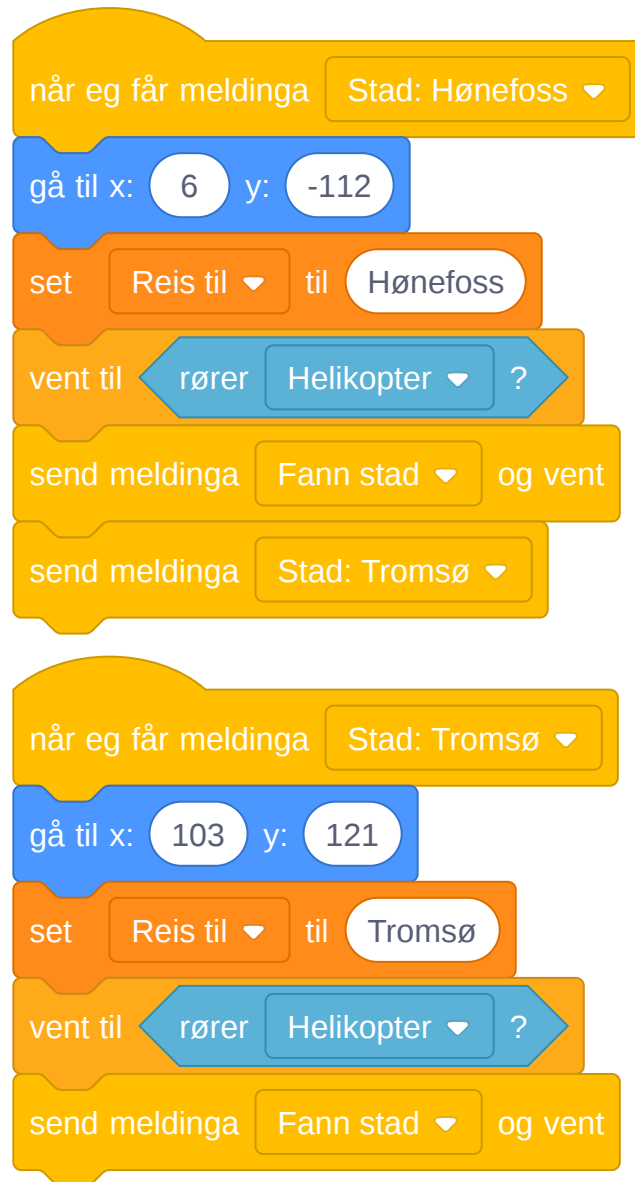 når eg får meldinga Stad: Hønefoss
gå til x: 6 y: -112
set Reis til til Hønefoss
vent til rører Helikopter ?
send meldinga Fann stad og vent
send meldinga Stad: Tromsø
når eg får meldinga Stad: Tromsø
gå til x: 103 y: 121
set Reis til til Tromsø
vent til rører Helikopter ?
send meldinga Fann stad og vent